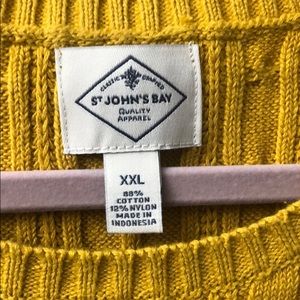 CLASSIC CRAFTED
ST JOHN'S BAY
QUALITY
APPAREL
XXL
88%
COTTON
12% NYLON
MADE IN
INDONESIA